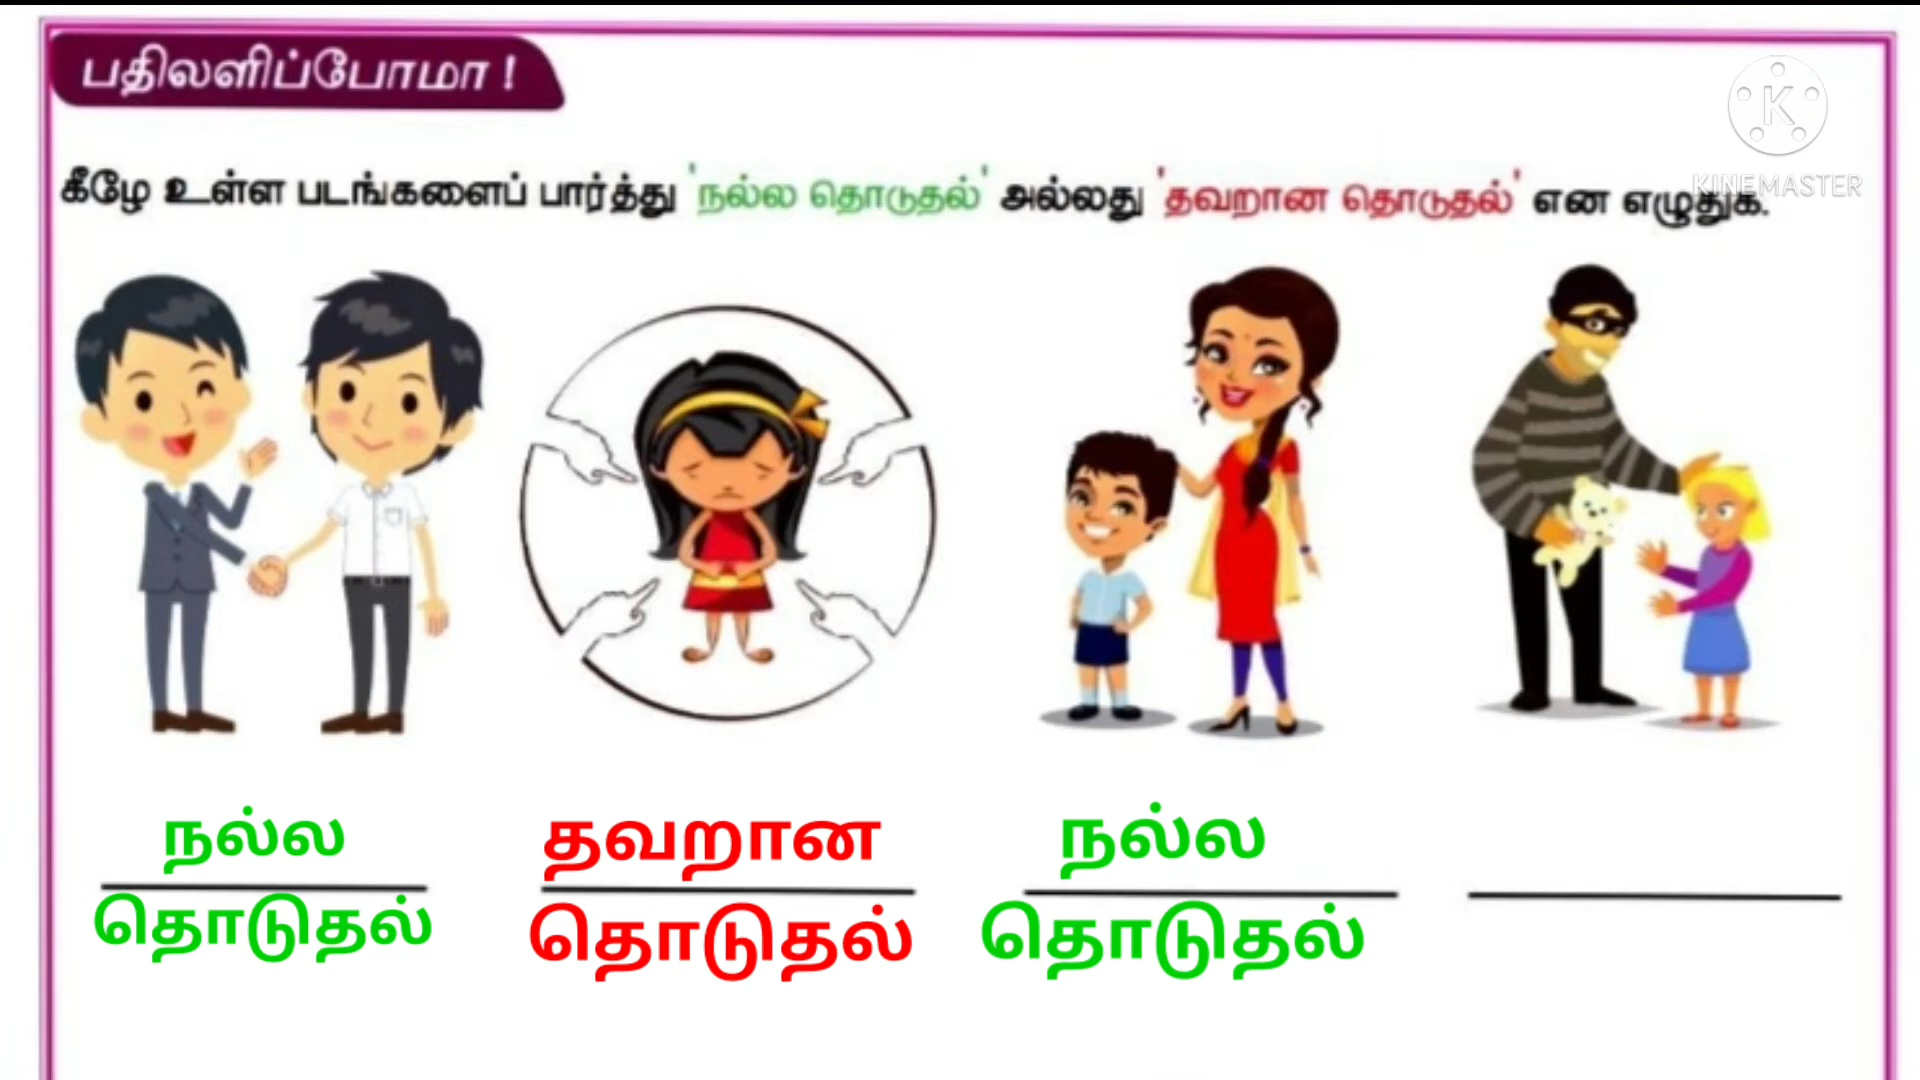 பதிலளிப்போமா !
K
KINEMASTER
கீழே உள்ள படங்களைப் பார்த்து 'நல்ல தொடுதல்' அல்லது 'தவறான தொடுதல்' என எழுதுக.
நல்ல தொடுதல்
தவறான தொடுதல்
நல்ல தொடுதல்